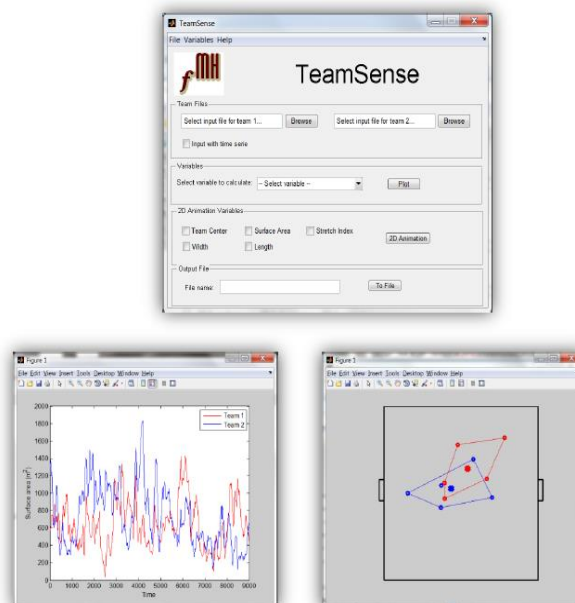 TeamSense
File Variables Help
fMH
TeamSense
Team Files
Select input file for team 1... Browse Select input file for team 2... Browse
Input with time serie
Variables
Select variable to calculate: -- Select variable -- Plot
2D Animation Variables
Team Center Surface Area Stretch Index
Width Length 2D Animation
Output File
File name: To File
Figure 1
File Edit View Insert Tools Desktop Window Help
2000
1800
1600
1400
1200
1000
800
600
400
200
0
Surface area (m²)
Team 1
Team 2
0 1000 2000 3000 4000 5000 6000 7000 8000 9000
Time
Figure 1
File Edit View Insert Tools Desktop Window Help